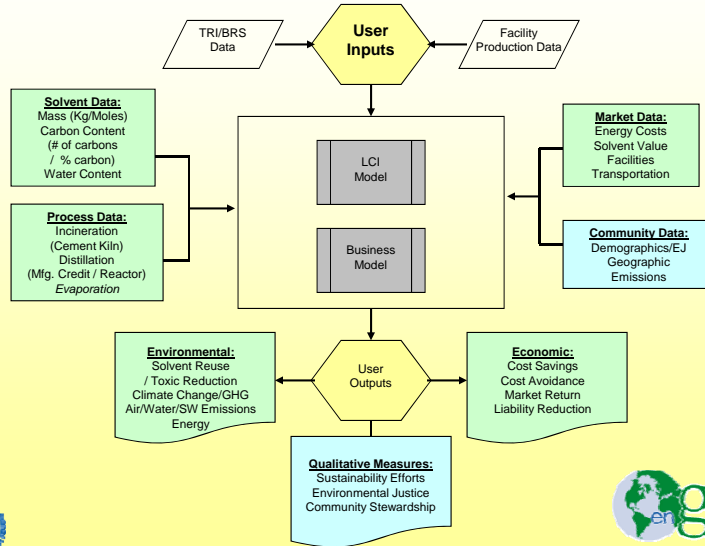 TRI/BRS
Data
User
Inputs
Facility
Production Data
Solvent Data:
Mass (Kg/Moles)
Carbon Content
(# of carbons
/ % carbon)
Water Content
Process Data:
Incineration
(Cement Kiln)
Distillation
(Mfg. Credit / Reactor)
Evaporation
LCI
Model
Business
Model
Market Data:
Energy Costs
Solvent Value
Facilities
Transportation
Community Data:
Demographics/EJ
Geographic
Emissions
Environmental:
Solvent Reuse
/ Toxic Reduction
Climate Change/GHG
Air/Water/SW Emissions
Energy
User
Outputs
Economic:
Cost Savings
Cost Avoidance
Market Return
Liability Reduction
Qualitative Measures:
Sustainability Efforts
Environmental Justice
Community Stewardship
en
g